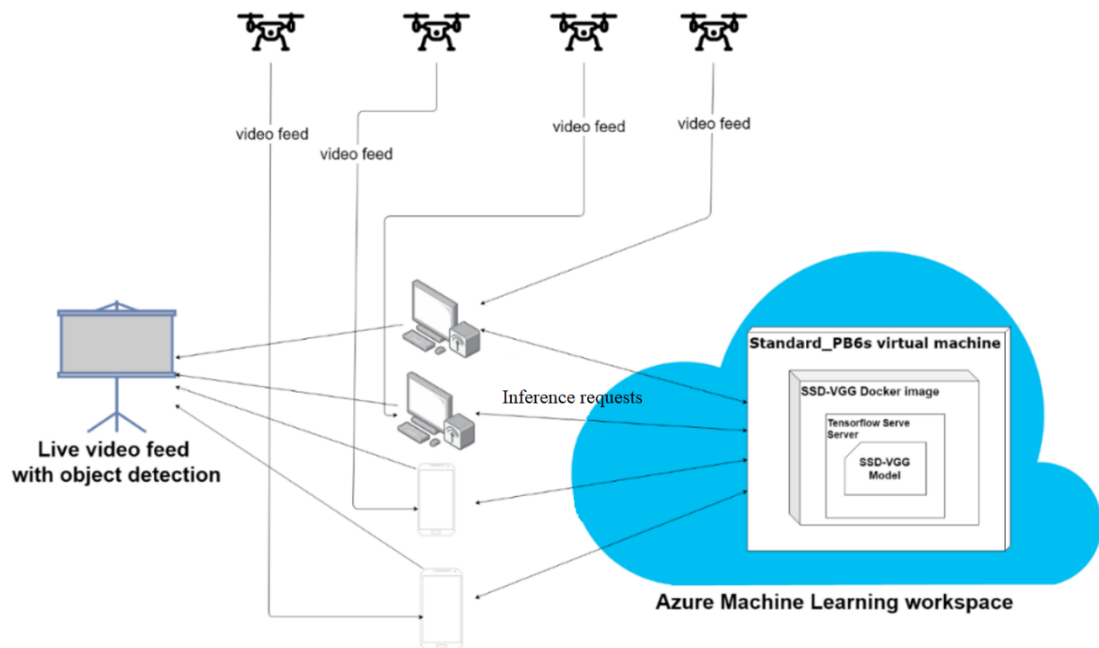 video feed
video feed
video feed
video feed
Inference requests
Live video feed
with object detection
Standard_PB6s virtual machine
SSD-VGG Docker image
Tensorflow Serve
Server
SSD-VGG
Model
Azure Machine Learning workspace